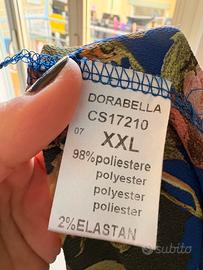 DORABELLA
CS17210
07 XXL
98%poliestere
polyester
polyester
poliester
2%ELASTAN
subito